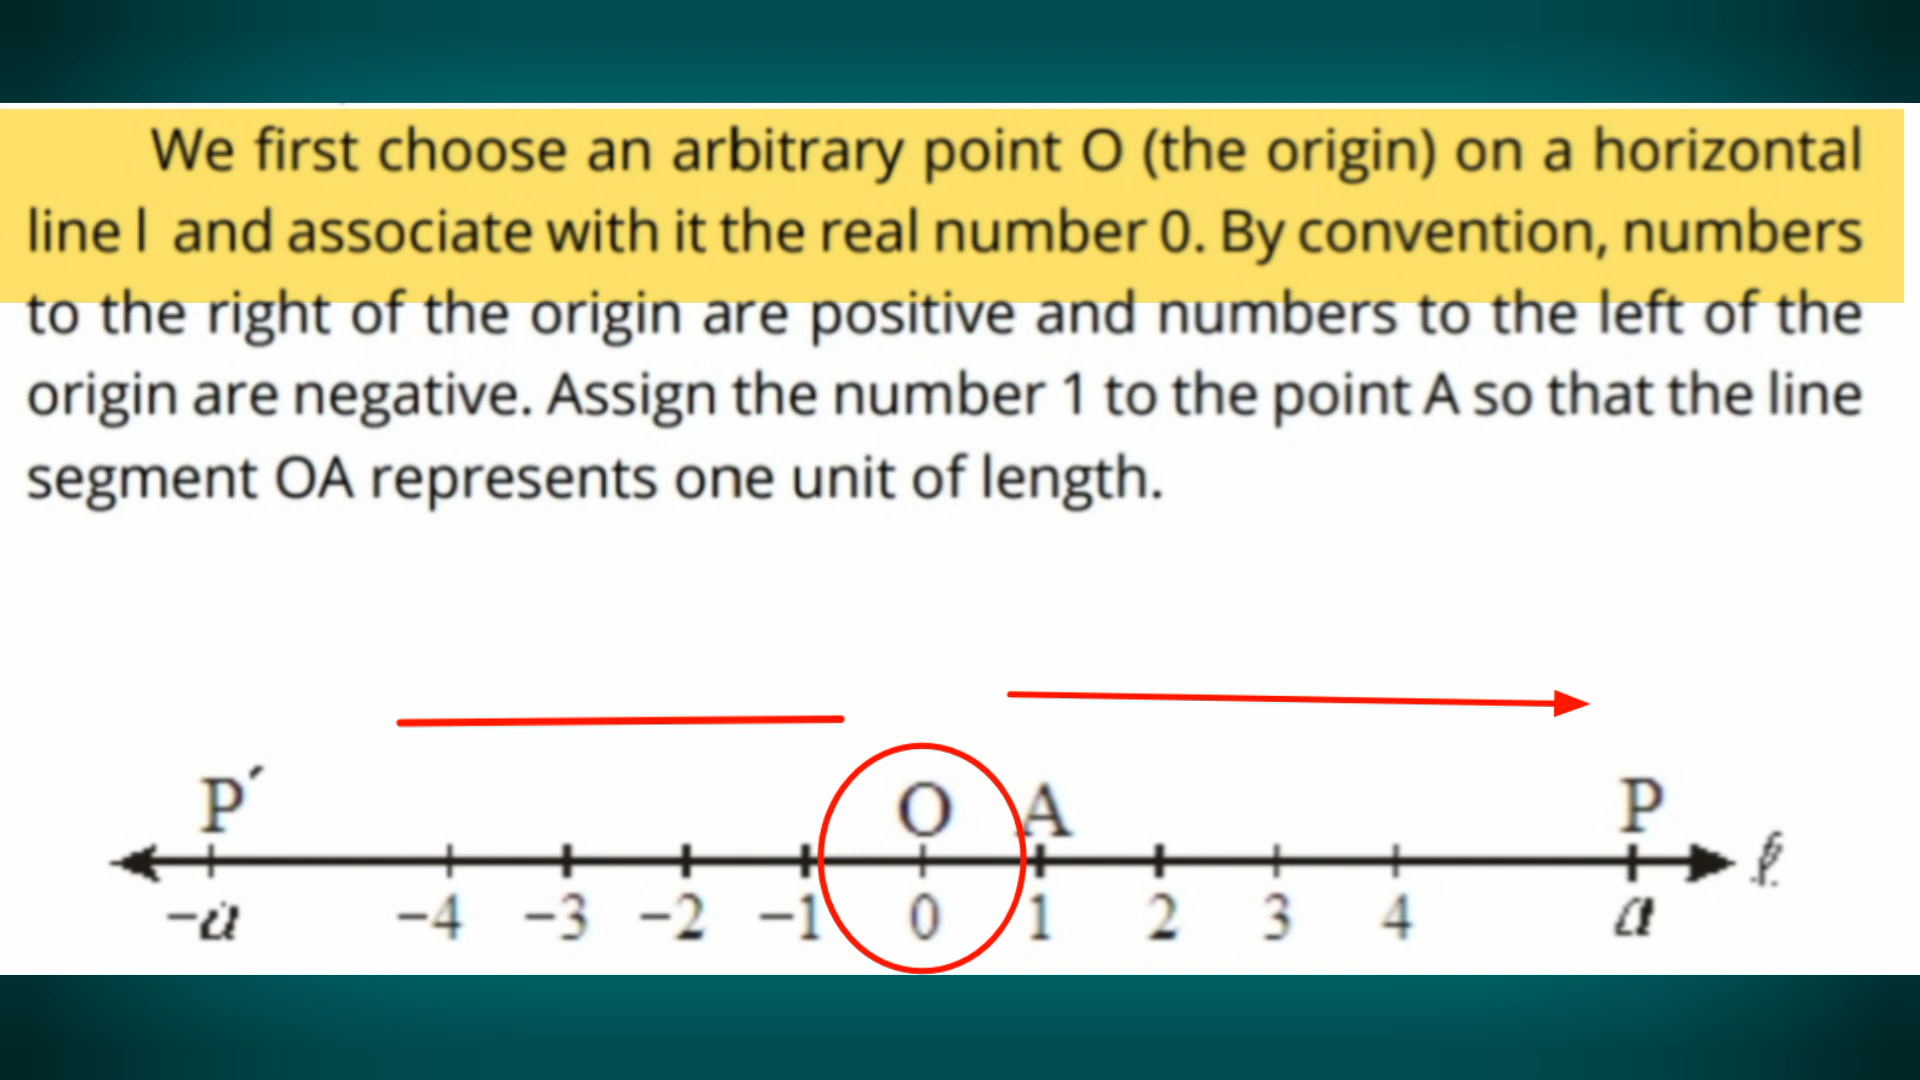 We first choose an arbitrary point O (the origin) on a horizontal
line l and associate with it the real number 0. By convention, numbers
to the right of the origin are positive and numbers to the left of the
origin are negative. Assign the number 1 to the point A so that the line
segment OA represents one unit of length.
P′ O A P
−a −4 −3 −2 −1 0 1 2 3 4 a